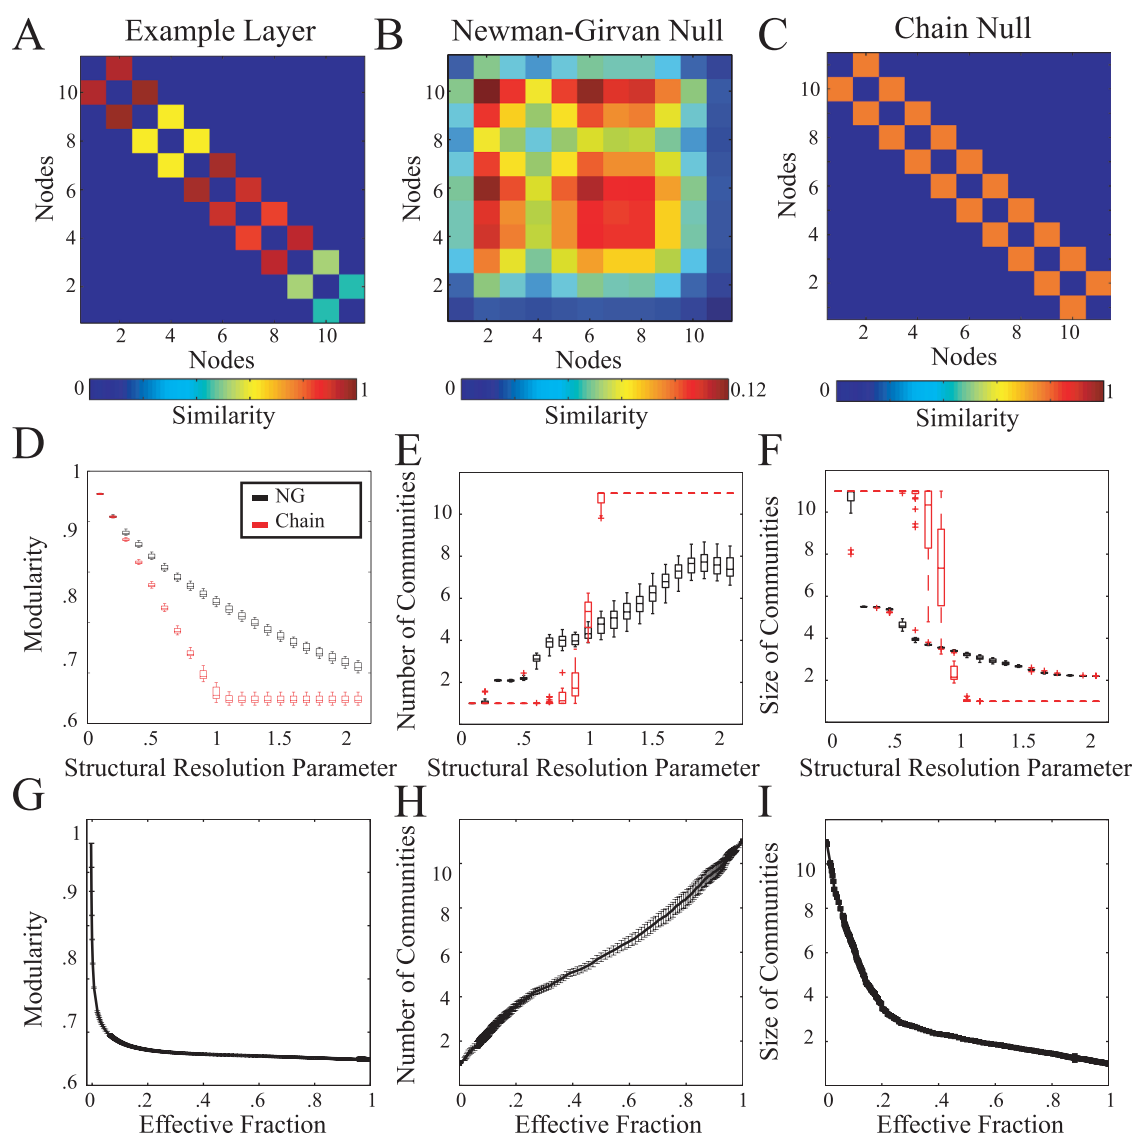 A Example Layer
B Newman-Girvan Null
C Chain Null
10
8
6
4
2
Nodes
2 4 6 8 10
Nodes
0 1
Similarity
10
8
6
4
2
Nodes
2 4 6 8 10
Nodes
0 0.12
Similarity
10
8
6
4
2
Nodes
2 4 6 8 10
Nodes
0 1
Similarity
D
1
.9
.8
.7
.6
Modularity
NG
Chain
0 .5 1 1.5 2
Structural Resolution Parameter
E
10
8
6
4
2
Number of Communities
0 .5 1 1.5 2
Structural Resolution Parameter
F
10
8
6
4
2
Size of Communities
0 .5 1 1.5 2
Structural Resolution Parameter
G
1
.9
.8
.7
.6
Modularity
0 .2 .4 .6 .8 1
Effective Fraction
H
10
8
6
4
2
Number of Communities
0 .2 .4 .6 .8 1
Effective Fraction
I
10
8
6
4
2
Size of Communities
0 0.2 .4 .6 .8 1
Effective Fraction